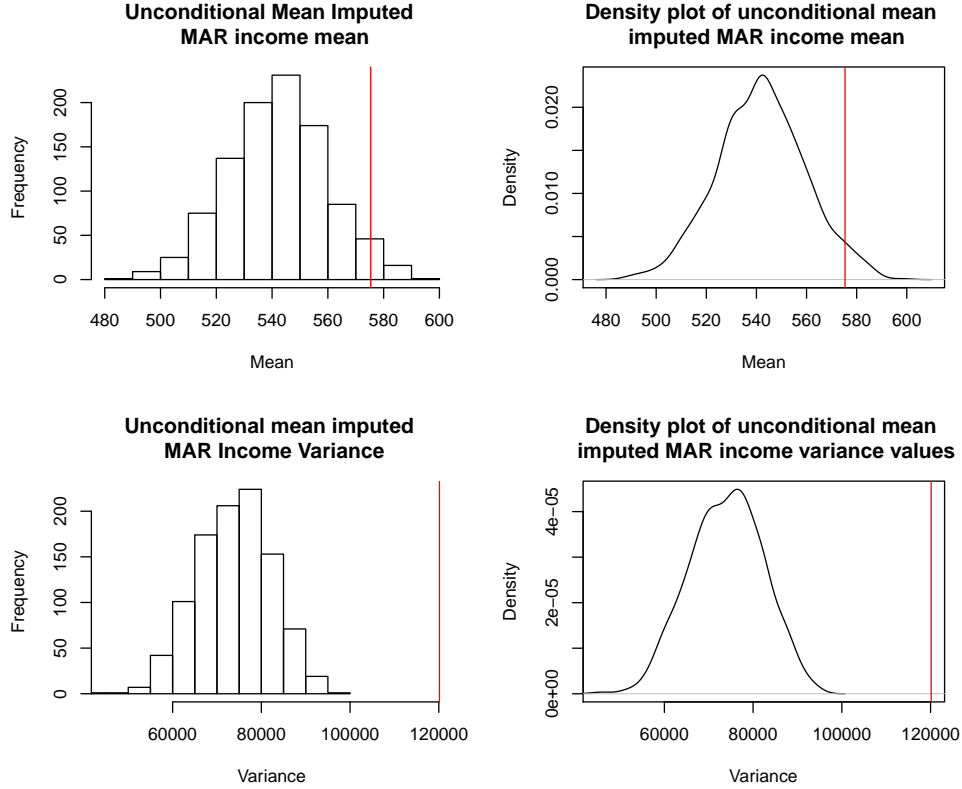 Unconditional Mean Imputed
MAR income mean
Frequency
0
50
100
150
200
480 500 520 540 560 580 600
Mean
Density plot of unconditional mean
imputed MAR income mean
Density
0.000
0.010
0.020
480 500 520 540 560 580 600
Mean
Unconditional mean imputed
MAR Income Variance
Frequency
0
50
100
150
200
60000 80000 100000 120000
Variance
Density plot of unconditional mean
imputed MAR income variance values
Density
0e+00
2e−05
4e−05
60000 80000 100000 120000
Variance